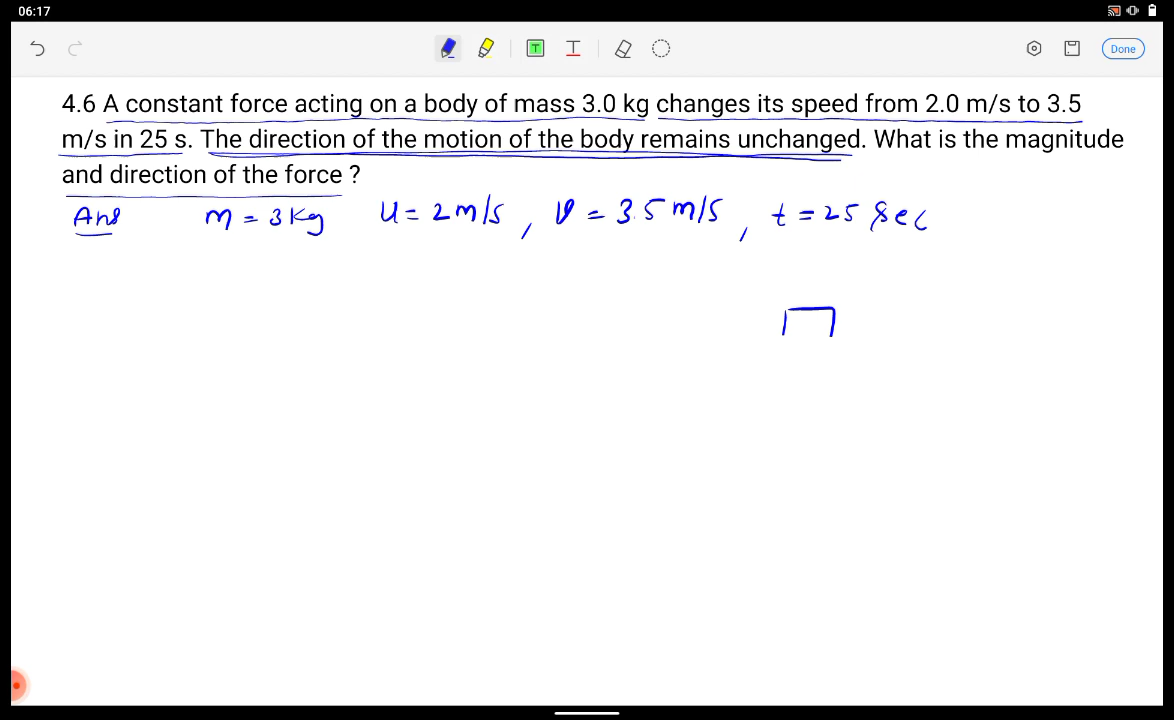 06:17
T T Done
4.6 A constant force acting on a body of mass 3.0 kg changes its speed from 2.0 m/s to 3.5
m/s in 25 s. The direction of the motion of the body remains unchanged. What is the magnitude
and direction of the force ?
Ans m = 3 Kg u = 2 m/s , v = 3.5 m/s , t = 25 sec